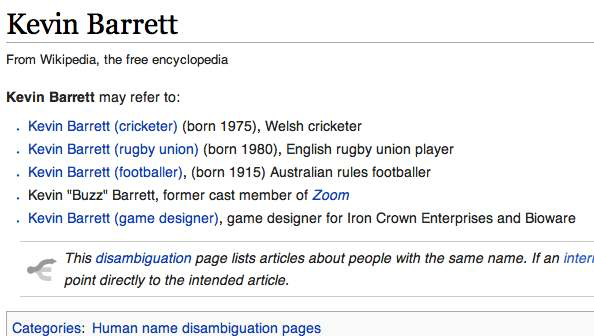 Kevin Barrett
From Wikipedia, the free encyclopedia
Kevin Barrett may refer to:
Kevin Barrett (cricketer) (born 1975), Welsh cricketer
Kevin Barrett (rugby union) (born 1980), English rugby union player
Kevin Barrett (footballer), (born 1915) Australian rules footballer
Kevin "Buzz" Barrett, former cast member of Zoom
Kevin Barrett (game designer), game designer for Iron Crown Enterprises and Bioware
This disambiguation page lists articles about people with the same name. If an
point directly to the intended article.
Categories: Human name disambiguation pages